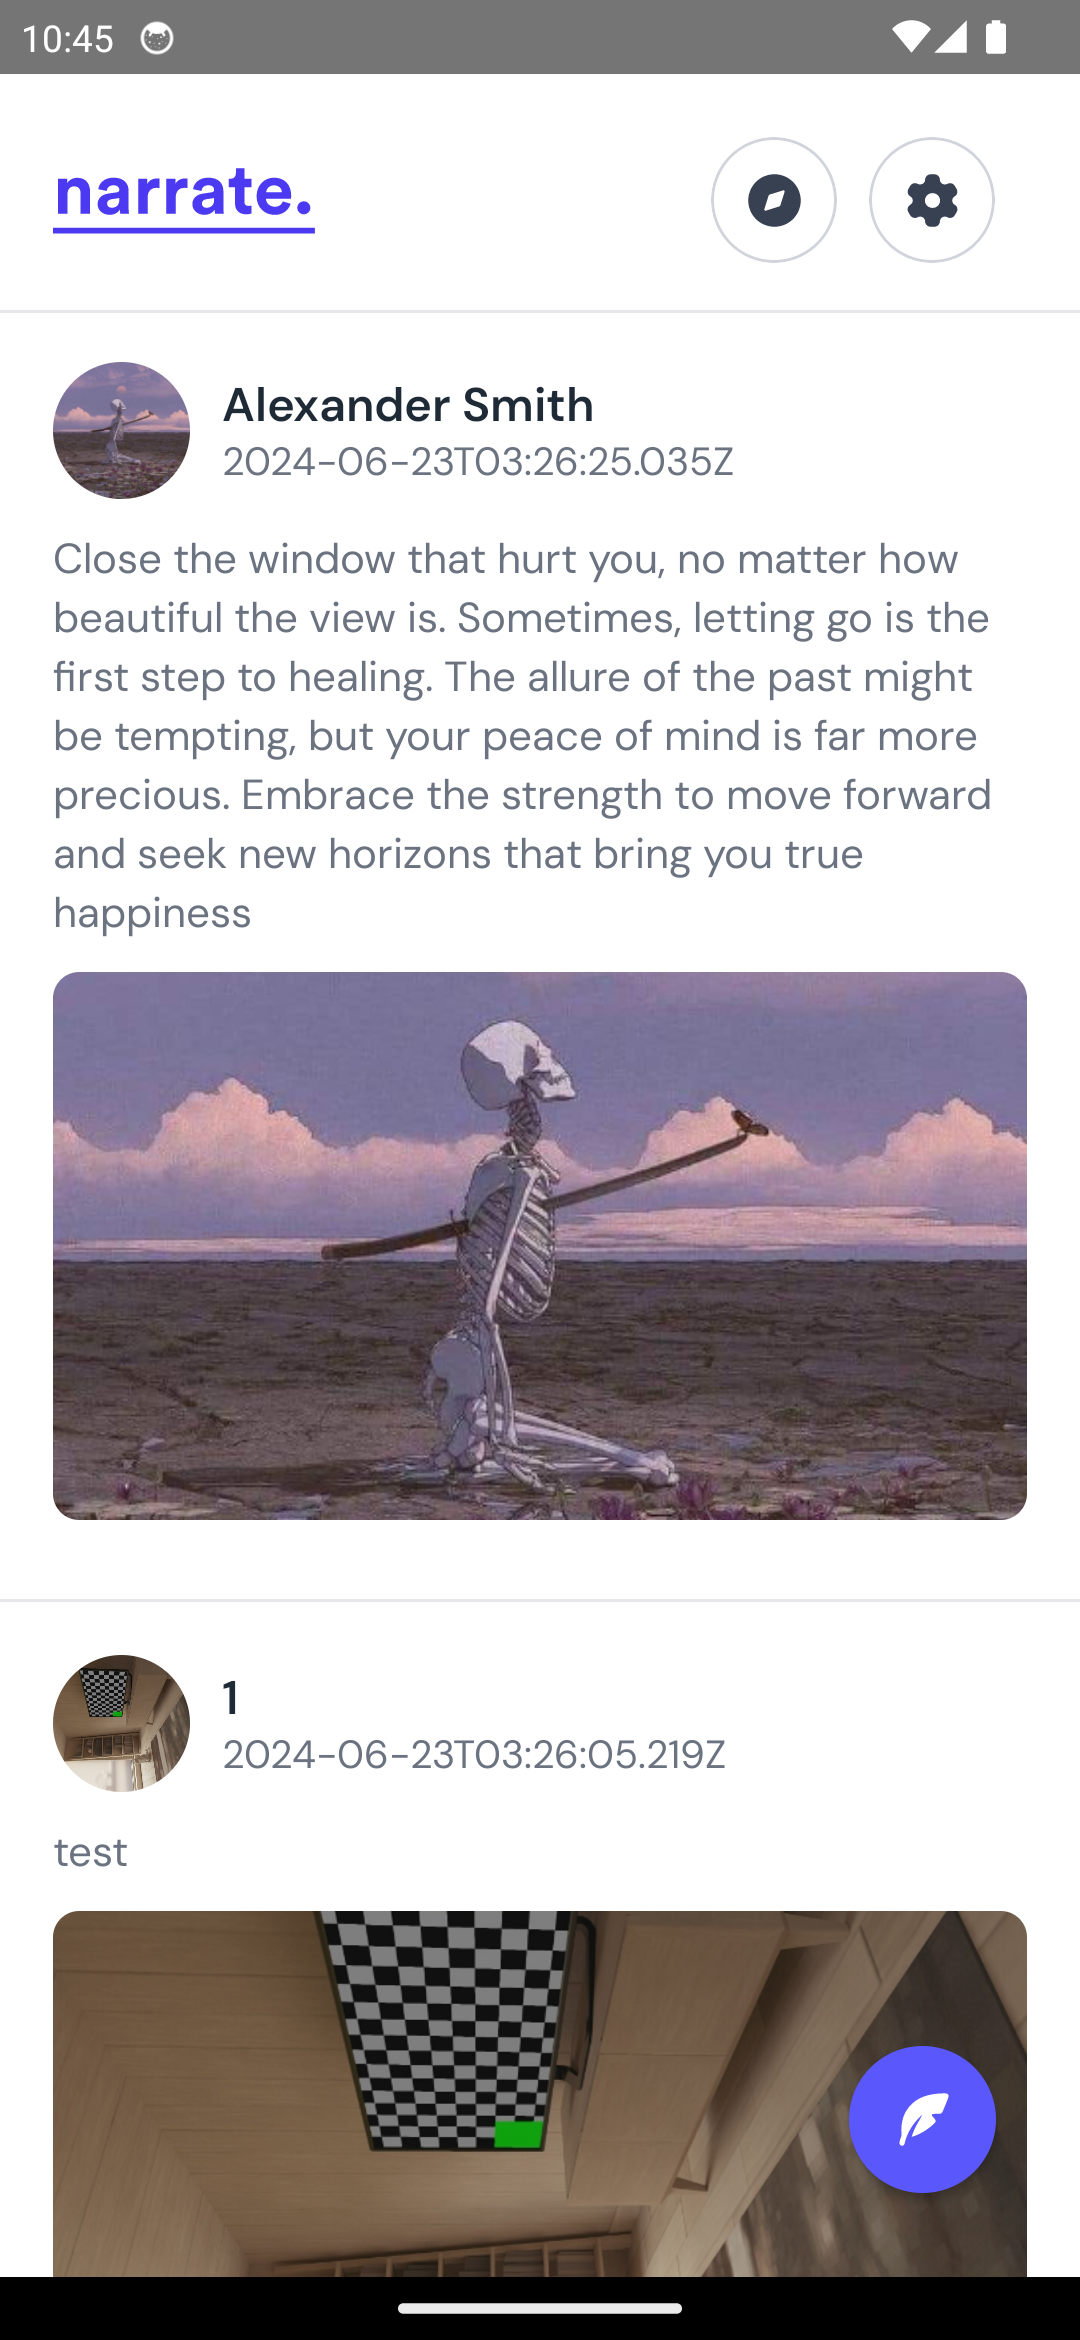 10:45
narrate.
Alexander Smith
2024-06-23T03:26:25.035Z
Close the window that hurt you, no matter how
beautiful the view is. Sometimes, letting go is the
first step to healing. The allure of the past might
be tempting, but your peace of mind is far more
precious. Embrace the strength to move forward
and seek new horizons that bring you true
happiness
1
2024-06-23T03:26:05.219Z
test